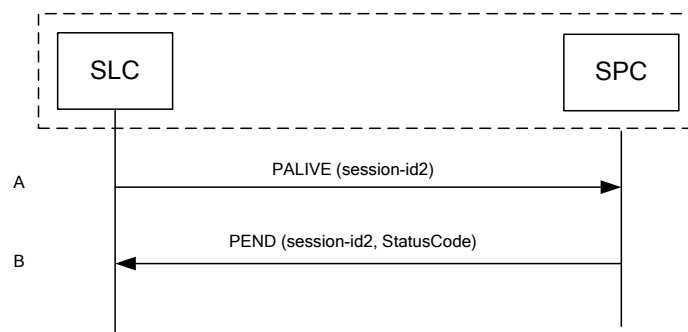 SLC
SPC
A
PALIVE (session-id2)
B
PEND (session-id2, StatusCode)